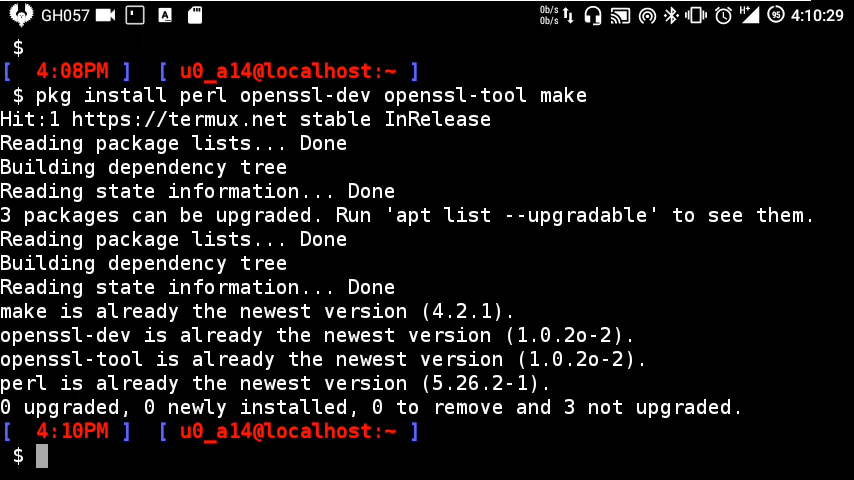 GH057 A 0b/s 0b/s H+ 95 4:10:29
$
[ 4:08PM ] [ u0_a14@localhost:~ ]
$ pkg install perl openssl-dev openssl-tool make
Hit:1 https://termux.net stable InRelease
Reading package lists... Done
Building dependency tree
Reading state information... Done
3 packages can be upgraded. Run 'apt list --upgradable' to see them.
Reading package lists... Done
Building dependency tree
Reading state information... Done
make is already the newest version (4.2.1).
openssl-dev is already the newest version (1.0.2o-2).
openssl-tool is already the newest version (1.0.2o-2).
perl is already the newest version (5.26.2-1).
0 upgraded, 0 newly installed, 0 to remove and 3 not upgraded.
[ 4:10PM ] [ u0_a14@localhost:~ ]
$